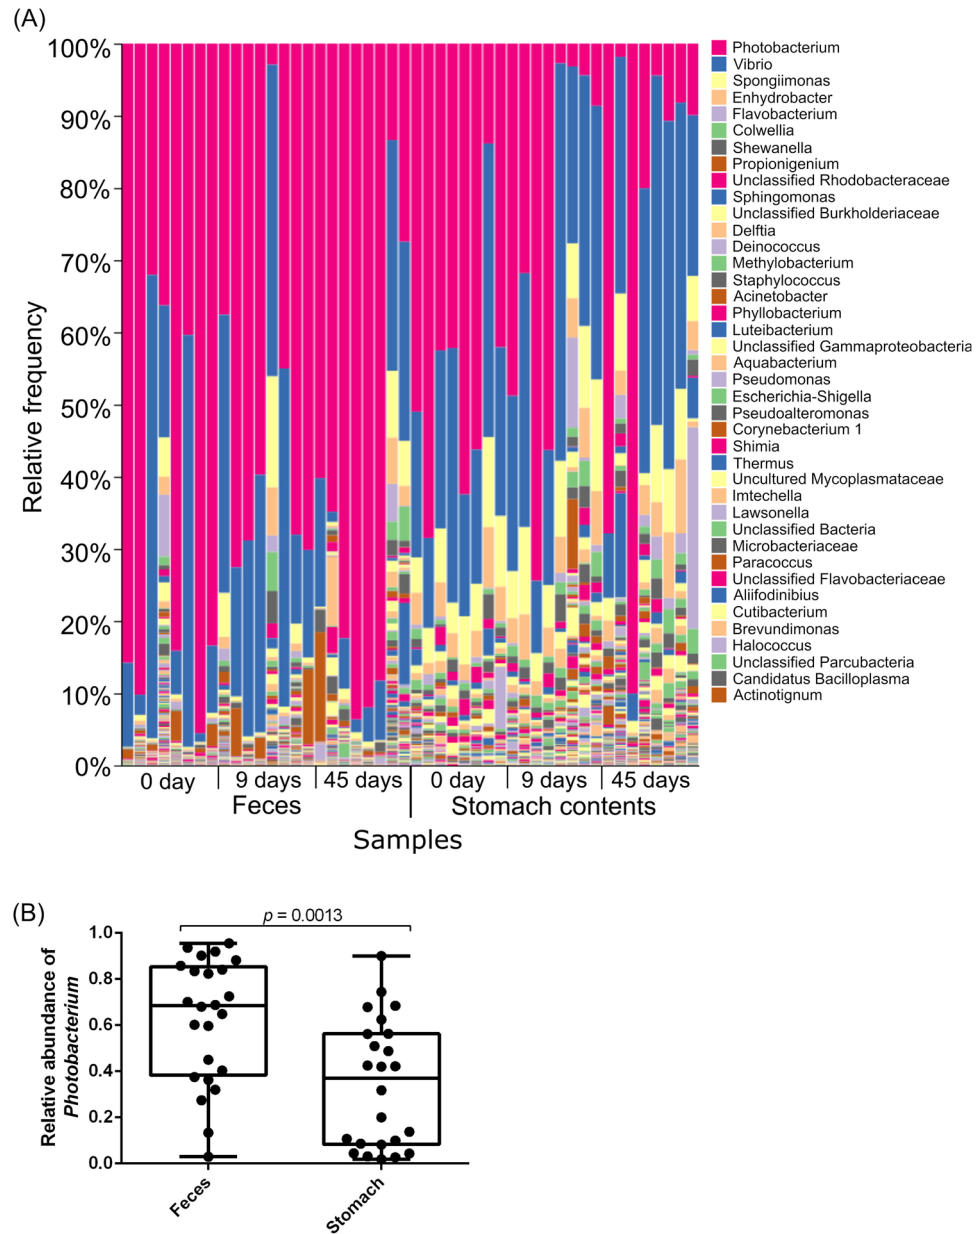 (A)
100%
90%
80%
70%
60%
50%
40%
30%
20%
10%
0%
Relative frequency
0 day
9 days
45 days
0 day
9 days
45 days
Feces
Stomach contents
Samples
Photobacterium
Vibrio
Spongiimonas
Enhydrobacter
Flavobacterium
Colwellia
Shewanella
Propionigenium
Unclassified Rhodobacteraceae
Sphingomonas
Unclassified Burkholderiaceae
Delftia
Deinococcus
Methylobacterium
Staphylococcus
Acinetobacter
Phyllobacterium
Luteibacterium
Unclassified Gammaproteobacteria
Aquabacterium
Pseudomonas
Escherichia-Shigella
Pseudoalteromonas
Corynebacterium 1
Shimia
Thermus
Uncultured Mycoplasmataceae
Imtechella
Lawsonella
Unclassified Bacteria
Microbacteriaceae
Paracoccus
Unclassified Flavobacteriaceae
Aliifodinibius
Cutibacterium
Brevundimonas
Halococcus
Unclassified Parcubacteria
Candidatus Bacilloplasma
Actinotignum
(B)
p = 0.0013
1.0
0.8
0.6
0.4
0.2
0.0
Relative abundance of
Photobacterium
Feces
Stomach